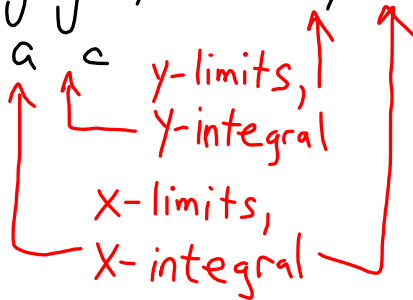 a c
y-limits,
y-integral
x-limits,
x-integral